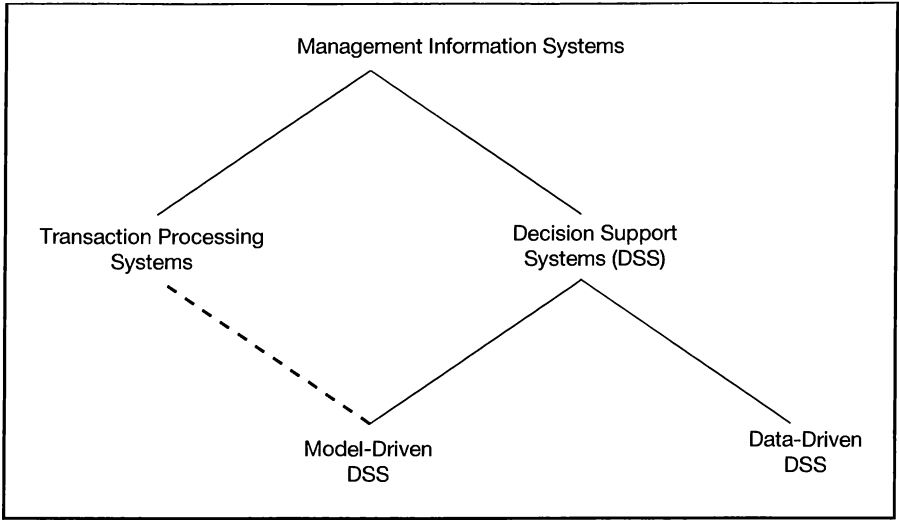 Management Information Systems
Transaction Processing
Systems
Decision Support
Systems (DSS)
Model-Driven
DSS
Data-Driven
DSS